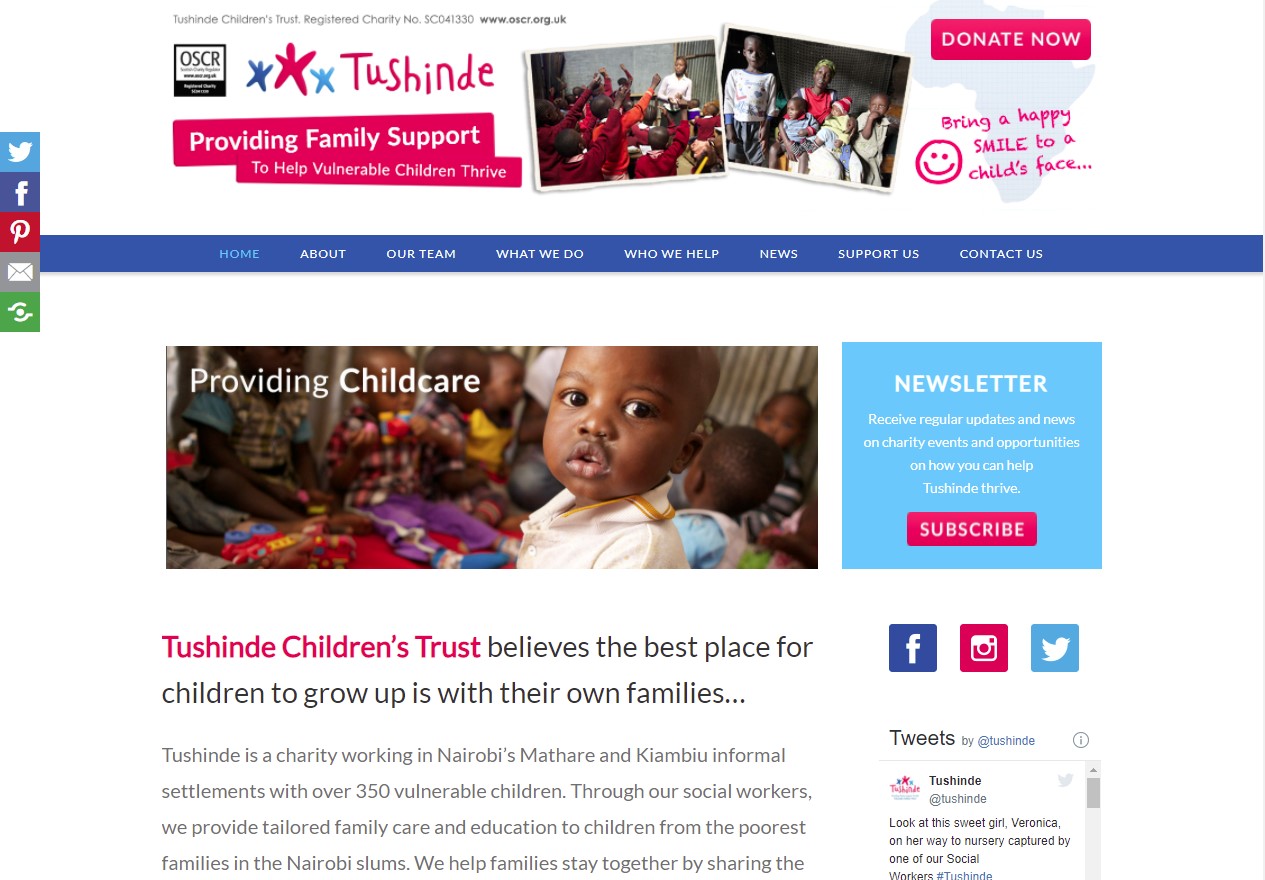 Tushinde Children's Trust. Registered Charity No. SC041330 www.oscr.org.uk
DONATE NOW
OSCR
www.oscr.org.uk
Registered Charity
SC041330
Tushinde
Providing Family Support
To Help Vulnerable Children Thrive
Bring a happy
SMILE to a
child's face...
HOME ABOUT OUR TEAM WHAT WE DO WHO WE HELP NEWS SUPPORT US CONTACT US
Providing Childcare
NEWSLETTER
Receive regular updates and news
on charity events and opportunities
on how you can help
Tushinde thrive.
SUBSCRIBE
Tushinde Children’s Trust believes the best place for
children to grow up is with their own families…
Tushinde is a charity working in Nairobi’s Mathare and Kiambiu informal
settlements with over 350 vulnerable children. Through our social workers,
we provide tailored family care and education to children from the poorest
families in the Nairobi slums. We help families stay together by sharing the
Tweets by @tushinde
Tushinde
Tushinde
@tushinde
Look at this sweet girl, Veronica,
on her way to nursery captured by
one of our Social
Workers #Tushinde